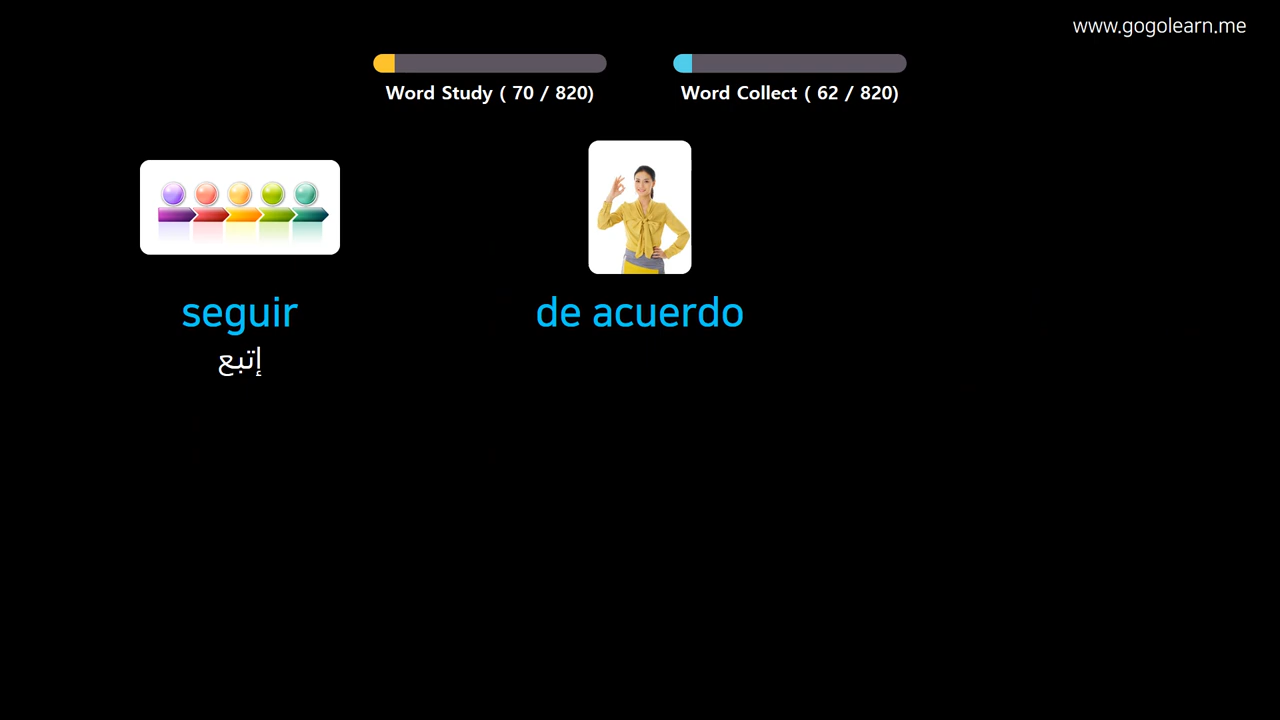 www.gogolearn.me
Word Study ( 70 / 820)
Word Collect ( 62 / 820)
seguir
إتبع
de acuerdo